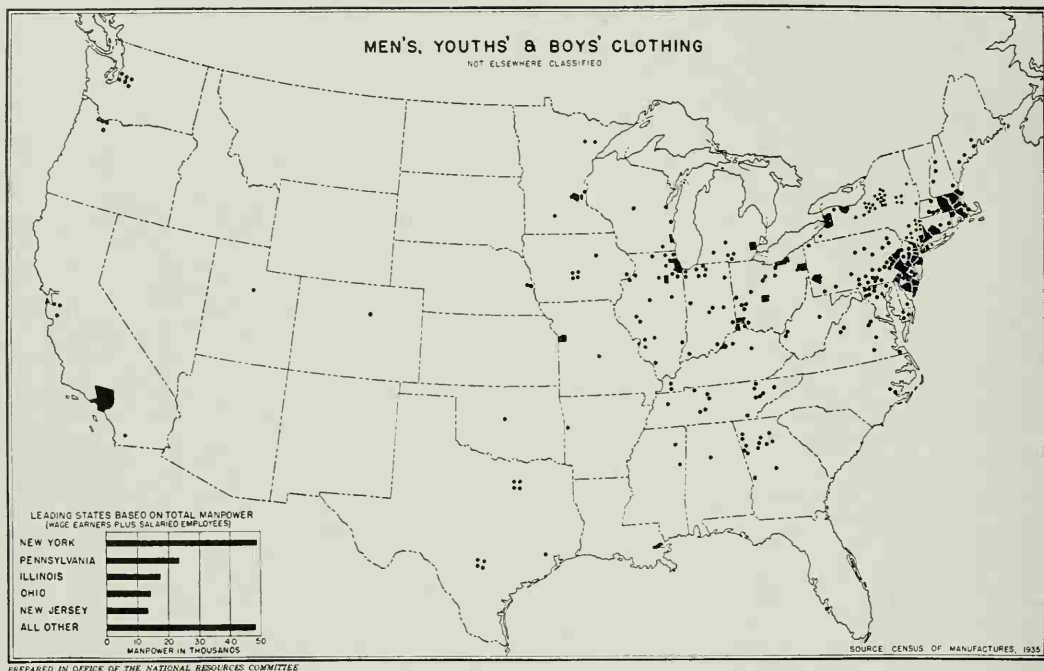 MEN'S, YOUTHS' & BOYS' CLOTHING
NOT ELSEWHERE CLASSIFIED
LEADING STATES BASED ON TOTAL MANPOWER
(WAGE EARNERS PLUS SALARIED EMPLOYEES)
NEW YORK
PENNSYLVANIA
ILLINOIS
OHIO
NEW JERSEY
ALL OTHER
0 10 20 30 40 50
MANPOWER IN THOUSANDS
SOURCE: CENSUS OF MANUFACTURES, 1935
PREPARED IN OFFICE OF THE NATIONAL RESOURCES COMMITTEE